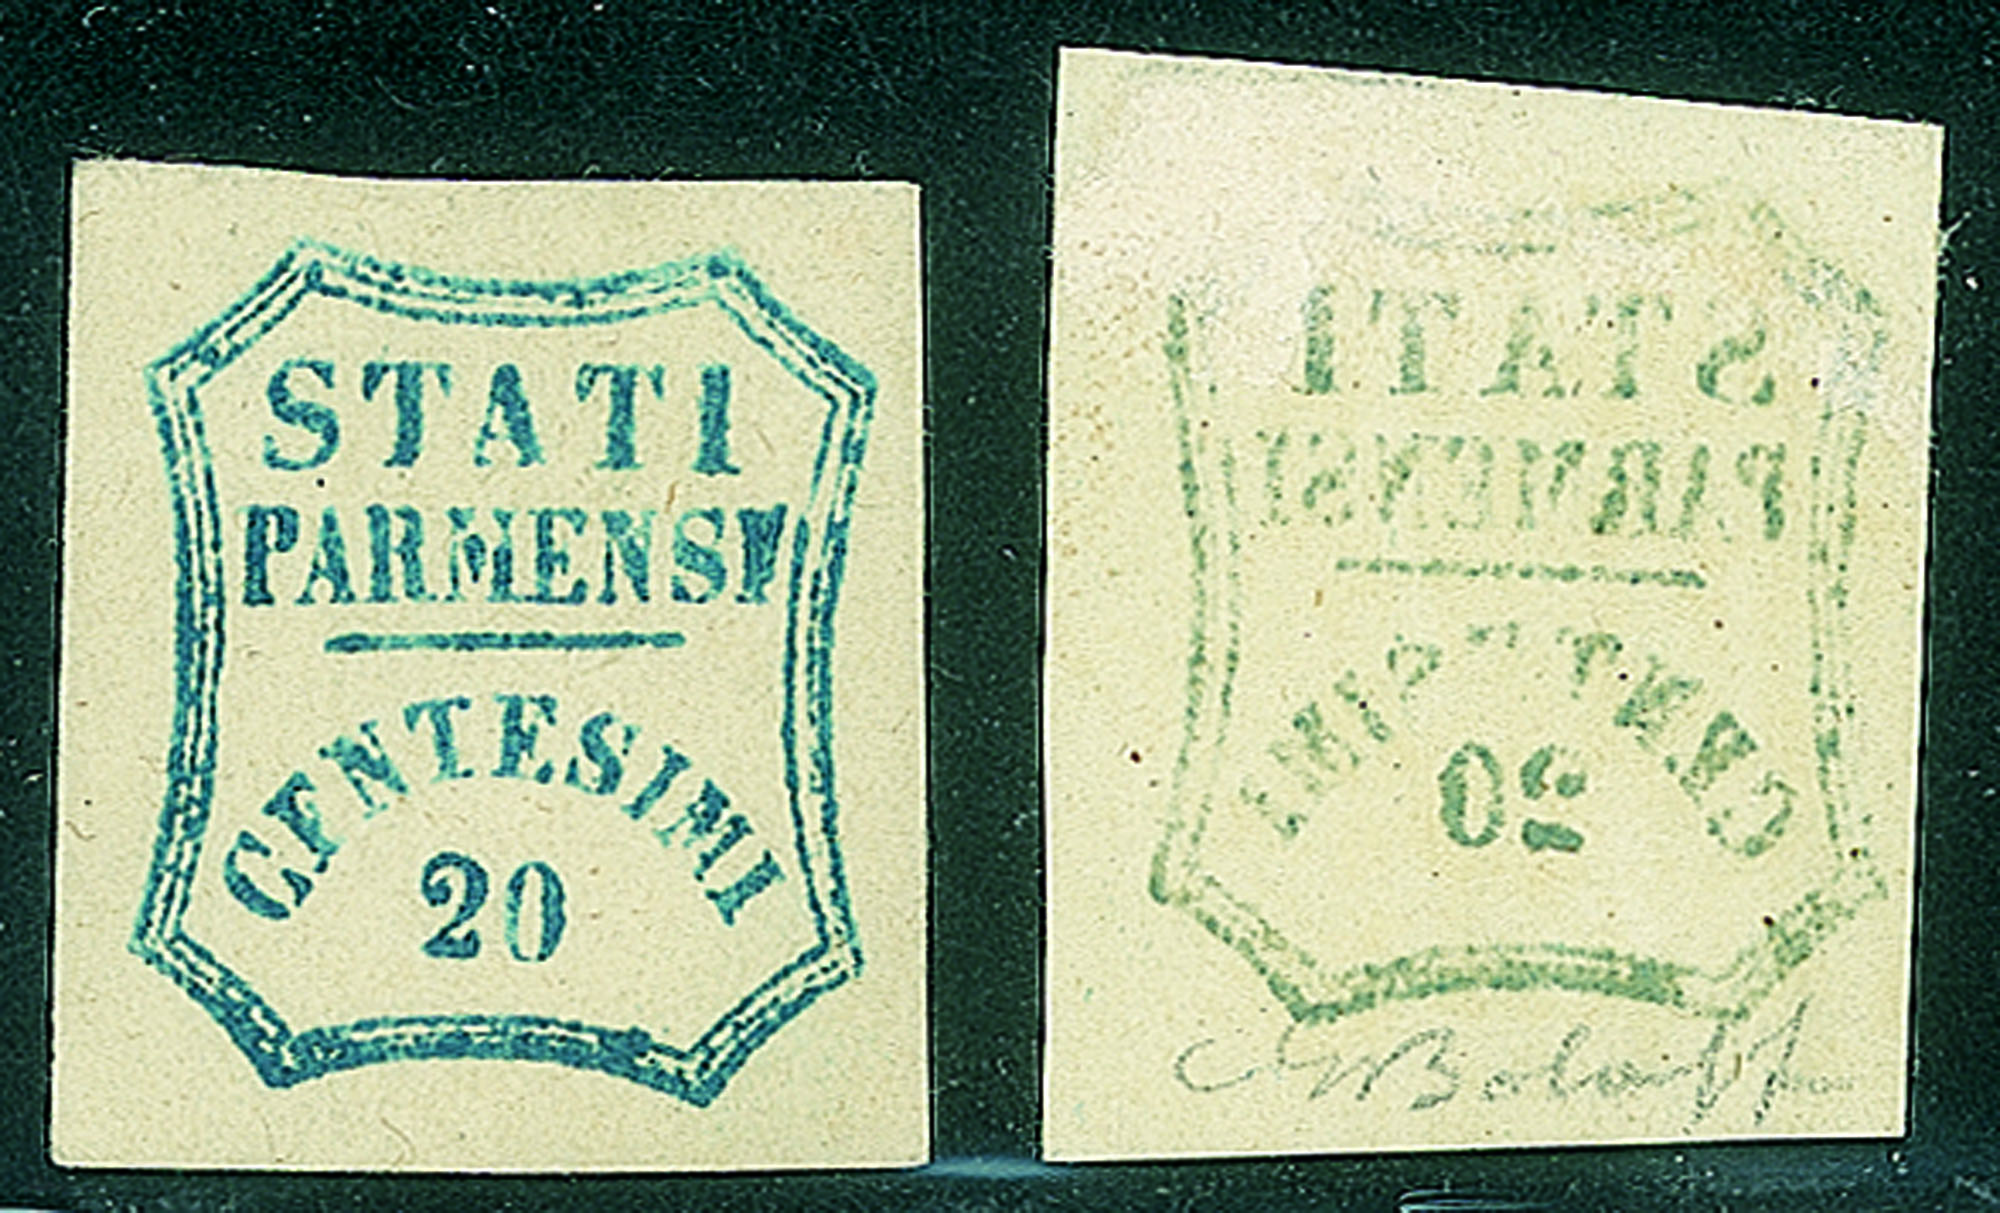 STATI
PARMENSI
CENTESIMI
20
STATI
PARMENSI
CENTESIMI
20